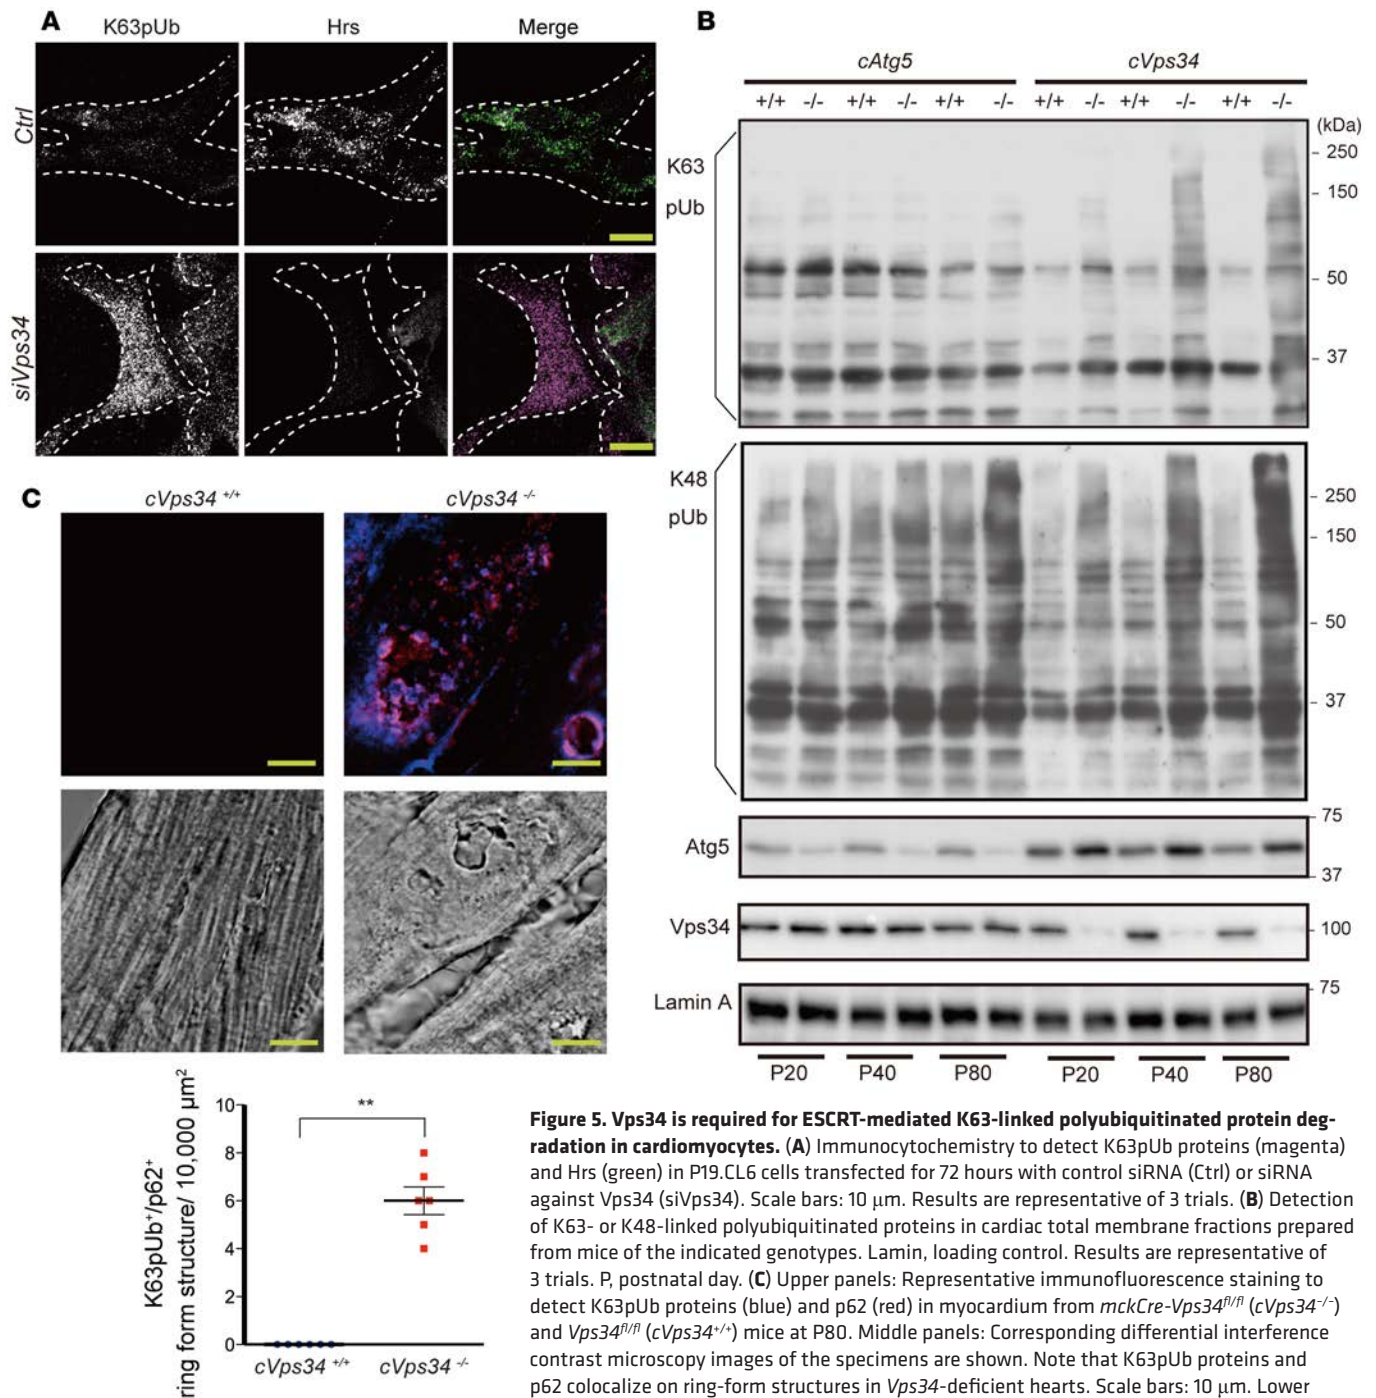 A
K63pUb Hrs Merge
Ctrl
siVps34
B
cAtg5 cVps34
+/+ -/- +/+ -/- +/+ -/- +/+ -/- +/+ -/- +/+ -/-
(kDa)
K63
pUb
250
150
50
37
K48
pUb
250
150
50
37
Atg5
75
37
Vps34
100
Lamin A
75
P20 P40 P80 P20 P40 P80
C
cVps34 +/+ cVps34 -/-
K63pUb+/p62+
ring form structure/ 10,000 µm2
10
8
6
4
2
0
**
cVps34 +/+ cVps34 -/-
Figure 5. Vps34 is required for ESCRT-mediated K63-linked polyubiquitinated protein deg-
radation in cardiomyocytes. (A) Immunocytochemistry to detect K63pUb proteins (magenta)
and Hrs (green) in P19.CL6 cells transfected for 72 hours with control siRNA (Ctrl) or siRNA
against Vps34 (siVps34). Scale bars: 10 µm. Results are representative of 3 trials. (B) Detection
of K63- or K48-linked polyubiquitinated proteins in cardiac total membrane fractions prepared
from mice of the indicated genotypes. Lamin, loading control. Results are representative of
3 trials. P, postnatal day. (C) Upper panels: Representative immunofluorescence staining to
detect K63pUb proteins (blue) and p62 (red) in myocardium from mckCre-Vps34fl/fl (cVps34−/−)
and Vps34fl/fl (cVps34+/+) mice at P80. Middle panels: Corresponding differential interference
contrast microscopy images of the specimens are shown. Note that K63pUb proteins and
p62 colocalize on ring-form structures in Vps34-deficient hearts. Scale bars: 10 µm. Lower